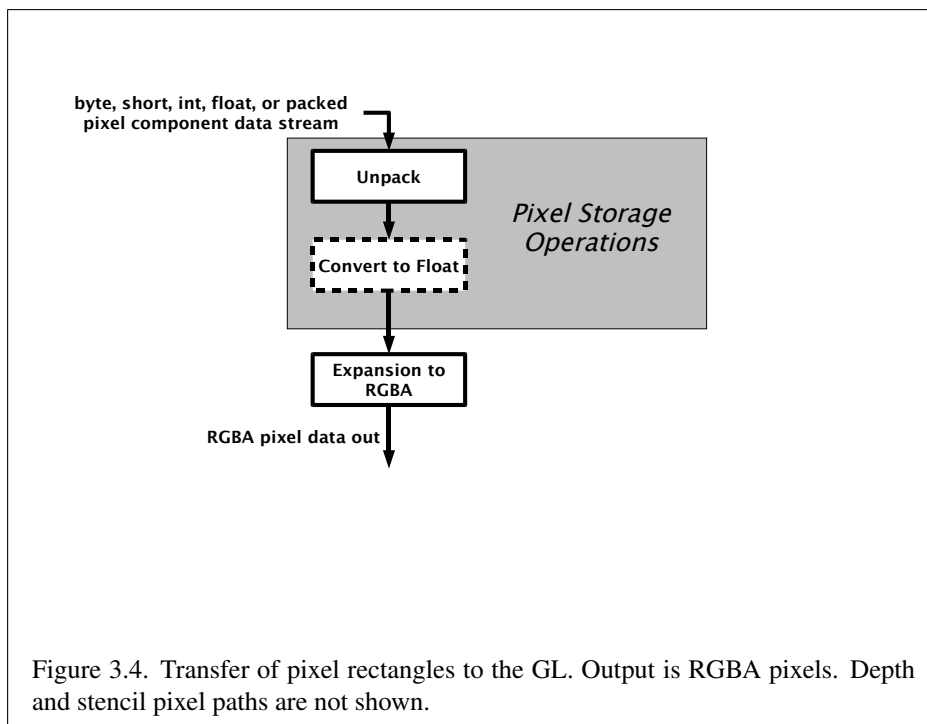 byte, short, int, float, or packed
pixel component data stream
Unpack
Pixel Storage
Operations
Convert to Float
Expansion to
RGBA
RGBA pixel data out
Figure 3.4. Transfer of pixel rectangles to the GL. Output is RGBA pixels. Depth
and stencil pixel paths are not shown.